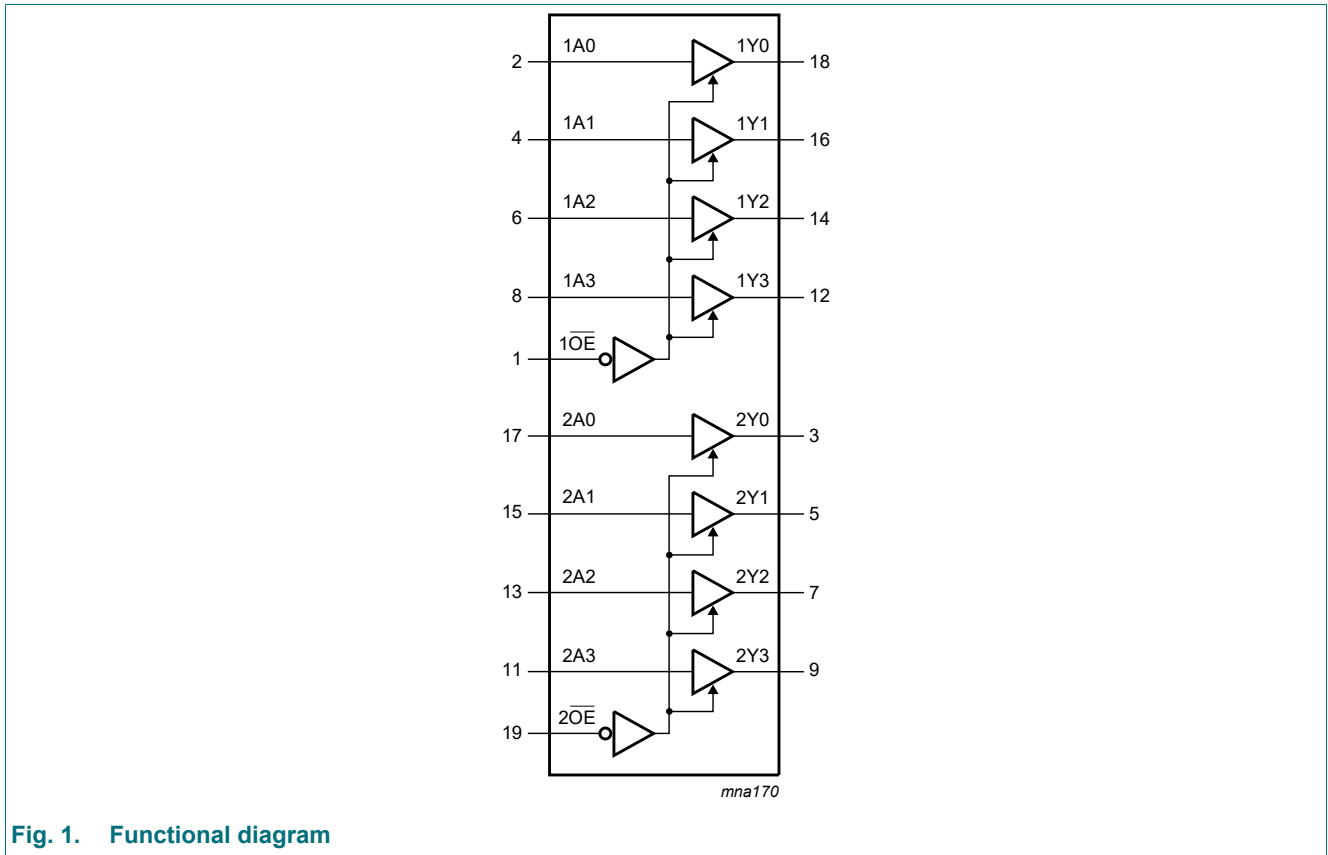 1A0 1Y0
2 18
1A1 1Y1
4 16
1A2 1Y2
6 14
1A3 1Y3
8 12
1O̅E̅
1
2A0 2Y0
17 3
2A1 2Y1
15 5
2A2 2Y2
13 7
2A3 2Y3
11 9
2O̅E̅
19
mna170
Fig. 1. Functional diagram